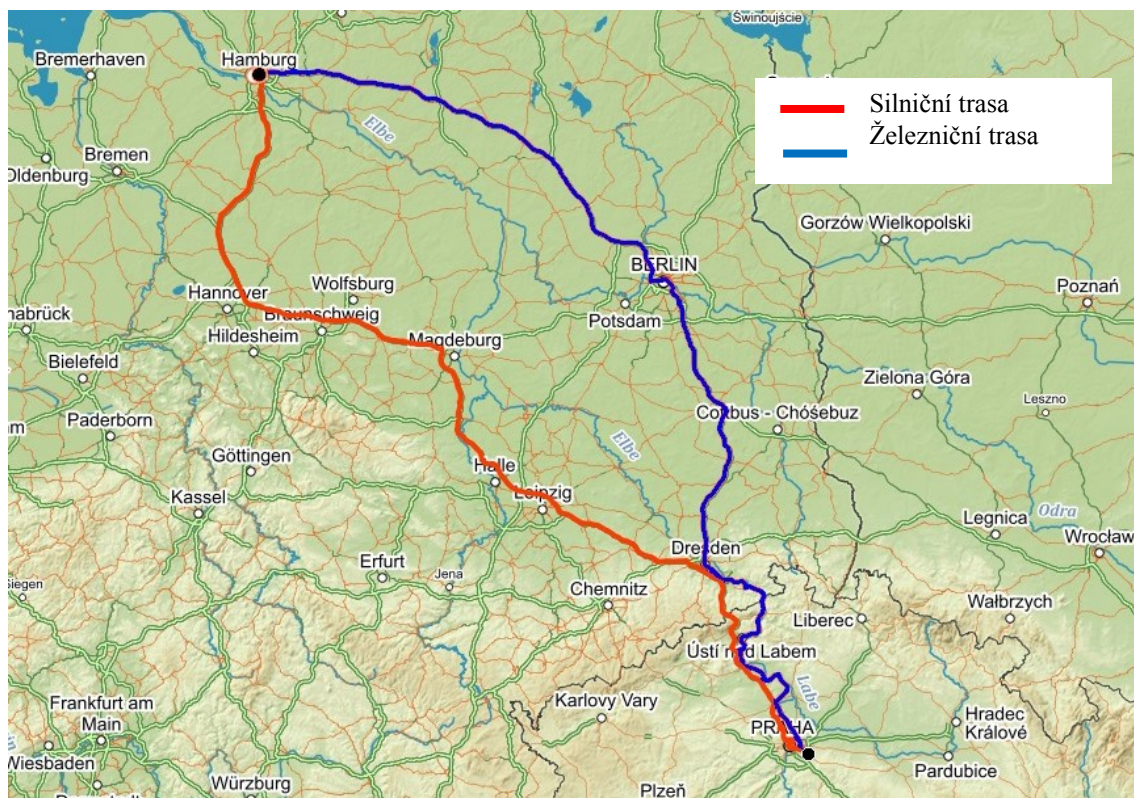 Świnoujście
Bremerhaven
Hamburg
Silniční trasa
Železniční trasa
Elbe
Bremen
Oldenburg
Gorzów Wielkopolski
BERLIN
Wolfsburg
Hannover
Poznań
Braunschweig
Potsdam
Hildesheim
Magdeburg
Bielefeld
Zielona Góra
Leszno
Cottbus - Chóśebuz
Paderborn
Elbe
Göttingen
Halle
Kassel
Leipzig
Odra
Legnica
Wrocław
Dresden
Erfurt
Jena
Siegen
Chemnitz
Liberec
Wałbrzych
Ústí nad Labem
Labe
Karlovy Vary
Frankfurt am
Main
Hradec
Králové
PRAHA
Wiesbaden
Pardubice
Würzburg
Plzeň